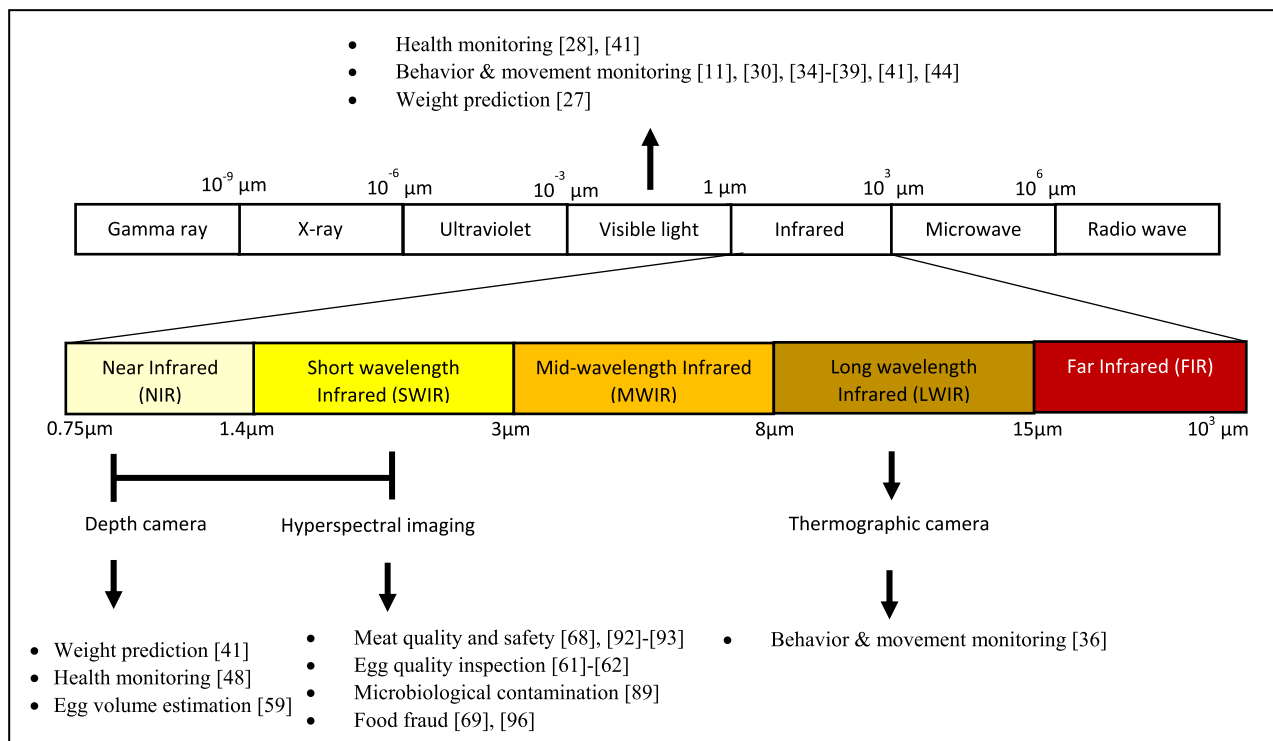 • Health monitoring [28], [41]
• Behavior & movement monitoring [11], [30], [34]-[39], [41], [44]
• Weight prediction [27]
10⁻⁹ μm 10⁻⁶ μm 10⁻³ μm 1 μm 10³ μm 10⁶ μm
Gamma ray X-ray Ultraviolet Visible light Infrared Microwave Radio wave
Near Infrared
(NIR)
Short wavelength
Infrared (SWIR)
Mid-wavelength Infrared
(MWIR)
Long wavelength
Infrared (LWIR)
Far Infrared (FIR)
0.75μm 1.4μm 3μm 8μm 15μm 10³ μm
Depth camera
Hyperspectral imaging
Thermographic camera
• Weight prediction [41]
• Health monitoring [48]
• Egg volume estimation [59]
• Meat quality and safety [68], [92]-[93]
• Egg quality inspection [61]-[62]
• Microbiological contamination [89]
• Food fraud [69], [96]
• Behavior & movement monitoring [36]